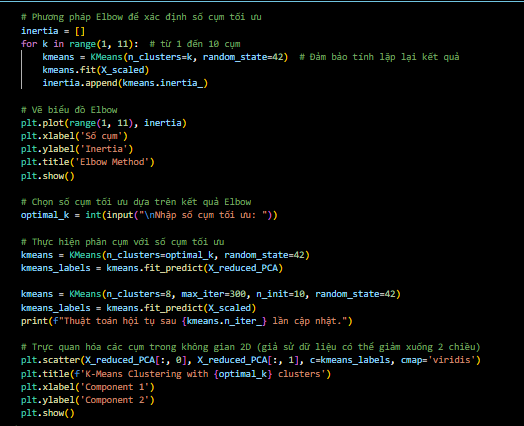 # Phương pháp Elbow để xác định số cụm tối ưu
inertia = []
for k in range(1, 11):  # từ 1 đến 10 cụm
    kmeans = KMeans(n_clusters=k, random_state=42)  # Đảm bảo tính lặp lại kết quả
    kmeans.fit(X_scaled)
    inertia.append(kmeans.inertia_)

# Vẽ biểu đồ Elbow
plt.plot(range(1, 11), inertia)
plt.xlabel('Số cụm')
plt.ylabel('Inertia')
plt.title('Elbow Method')
plt.show()

# Chọn số cụm tối ưu dựa trên kết quả Elbow
optimal_k = int(input("\nNhập số cụm tối ưu: "))

# Thực hiện phân cụm với số cụm tối ưu
kmeans = KMeans(n_clusters=optimal_k, random_state=42)
kmeans_labels = kmeans.fit_predict(X_reduced_PCA)

kmeans = KMeans(n_clusters=8, max_iter=300, n_init=10, random_state=42)
kmeans_labels = kmeans.fit_predict(X_scaled)
print(f"Thuật toán hội tụ sau {kmeans.n_iter_} lần cập nhật.")

# Trực quan hóa các cụm trong không gian 2D (giả sử dữ liệu có thể giảm xuống 2 chiều)
plt.scatter(X_reduced_PCA[:, 0], X_reduced_PCA[:, 1], c=kmeans_labels, cmap='viridis')
plt.title(f'K-Means Clustering with {optimal_k} clusters')
plt.xlabel('Component 1')
plt.ylabel('Component 2')
plt.show()